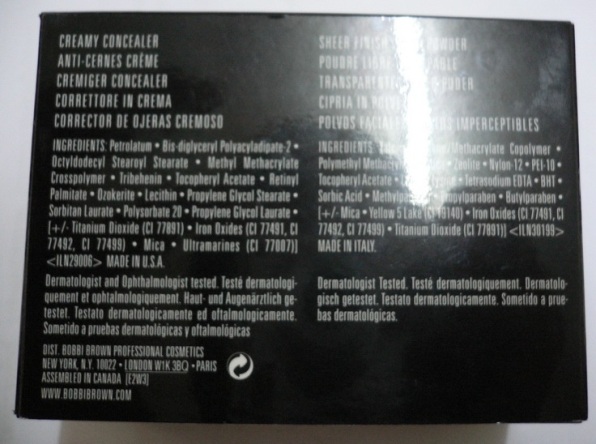 CREAMY CONCEALER
ANTI-CERNES CRÈME
CREMIGER CONCEALER
CORRETTORE IN CREMA
CORRECTOR DE OJERAS CREMOSO
INGREDIENTS: Petrolatum • Bis-diglyceryl Polyacyladipate-2 •
Octyldodecyl Stearoyl Stearate • Methyl Methacrylate
Crosspolymer • Tribehenin • Tocopheryl Acetate • Retinyl
Palmitate • Ozokerite • Lecithin • Propylene Glycol Stearate •
Sorbitan Laurate • Polysorbate 20 • Propylene Glycol Laurate •
[+/- Titanium Dioxide (CI 77891) • Iron Oxides (CI 77491, CI
77492, CI 77499) • Mica • Ultramarines (CI 77007)]
<ILN29006> MADE IN U.S.A.
Dermatologist and Ophthalmologist tested. Testé dermatologi-
quement et ophtalmologiquement. Haut- und Augenärztlich ge-
testet. Testato dermatologicamente ed oftalmologicamente.
Sometido a pruebas dermatológicas y oftalmológicas
DIST. BOBBI BROWN PROFESSIONAL COSMETICS
NEW YORK, N.Y. 10022 • LONDON W1K 3BQ • PARIS
ASSEMBLED IN CANADA [EZW3]
WWW.BOBBIBROWN.COM
SHEER FINISH POWDER
POUDRE
TRANSPARENT
CIPRIA IN
POLVOS FACIALES IMPERCEPTIBLES
INGREDIENTS: Methacrylate Copolymer •
Polymethyl • Zeolite • Nylon-12 • PEI-10 •
Tocopheryl Acetate • Tetrasodium EDTA • BHT •
Sorbic Acid • Butylparaben •
[+/- Mica • Yellow 5 Lake (CI 19140) • Iron Oxides (CI 77491, CI
77492, CI 77499) • Titanium Dioxide (CI 77891)] <ILN30199>
MADE IN ITALY.
Dermatologist Tested. Testé dermatologiquement. Dermatolo-
gisch getestet. Testato dermatologicamente. Sometido a prue-
bas dermatológicas.